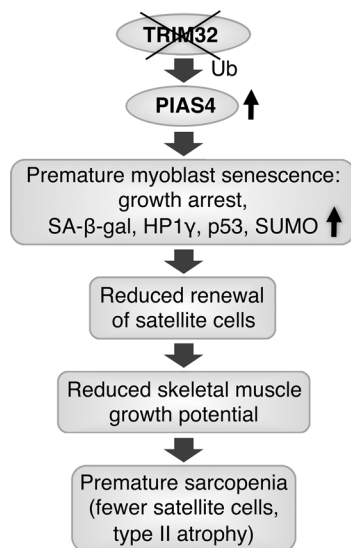 TRIM32
Ub
PIAS4
Premature myoblast senescence:
growth arrest,
SA-β-gal, HP1γ, p53, SUMO
Reduced renewal
of satellite cells
Reduced skeletal muscle
growth potential
Premature sarcopenia
(fewer satellite cells,
type II atrophy)